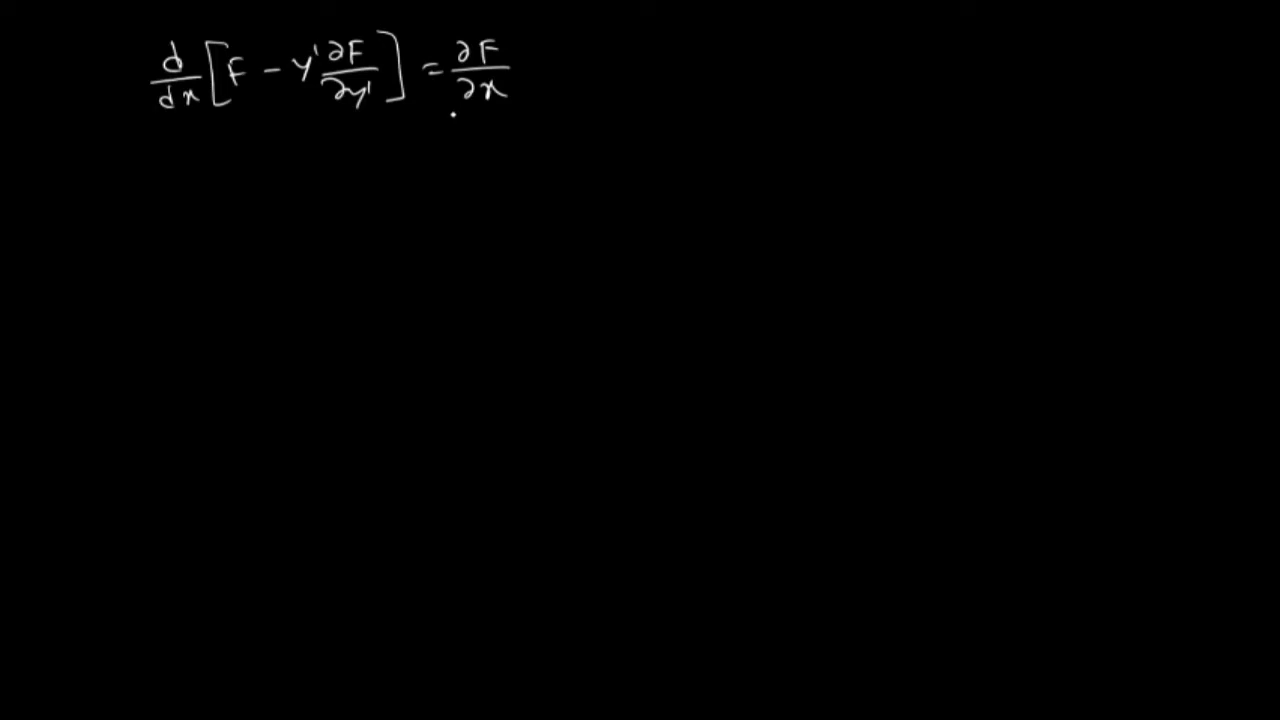 d/dx [F - y' ∂F/∂y'] = ∂F/∂x